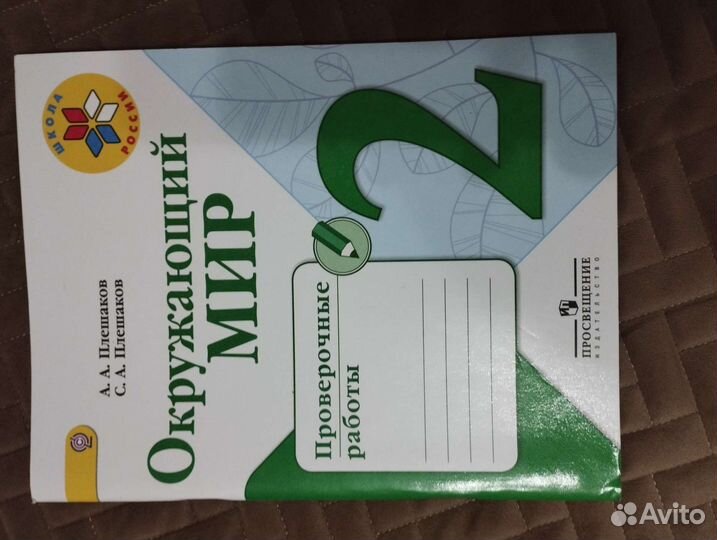 ШКОЛА РОССИИ
А. А. Плешаков
С. А. Плешаков
Окружающий
МИР
2
Проверочные
работы
ПРОСВЕЩЕНИЕ
ИЗДАТЕЛЬСТВО
Avito